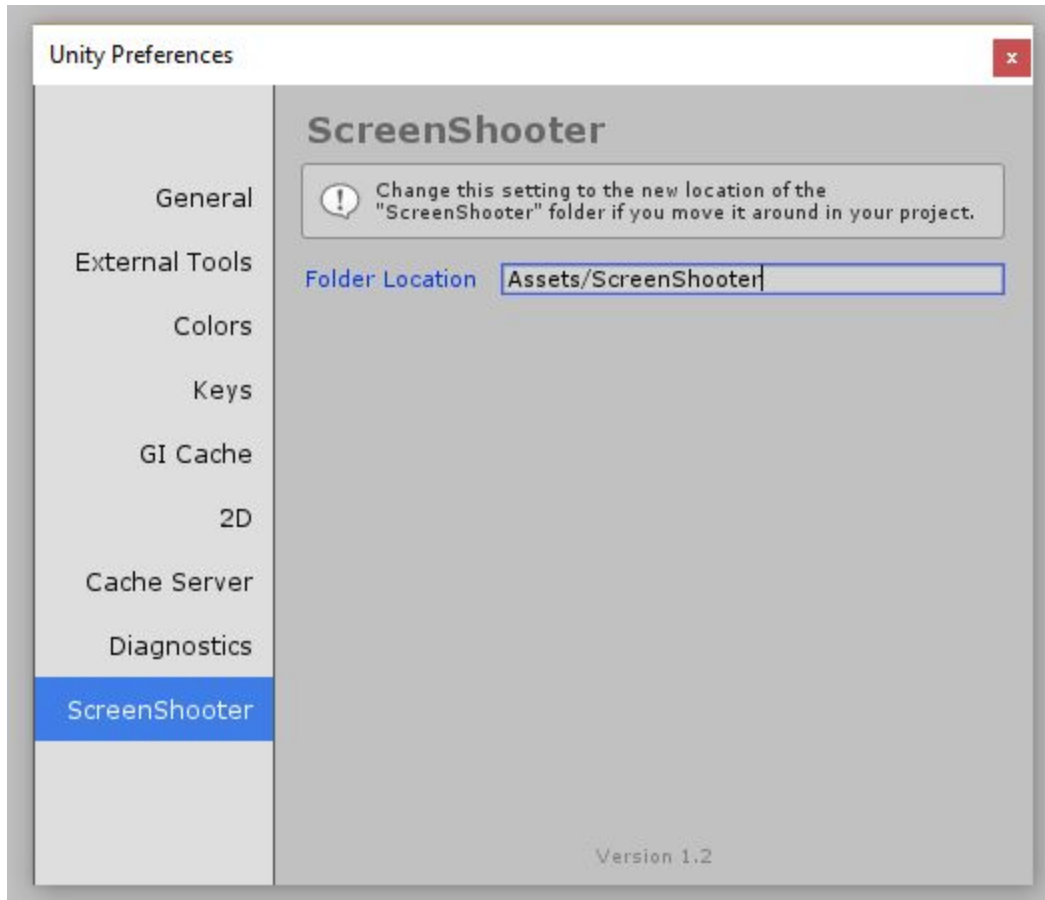 Unity Preferences
x
General
External Tools
Colors
Keys
GI Cache
2D
Cache Server
Diagnostics
ScreenShooter
ScreenShooter
Change this setting to the new location of the
"ScreenShooter" folder if you move it around in your project.
Folder Location Assets/ScreenShooter
Version 1.2